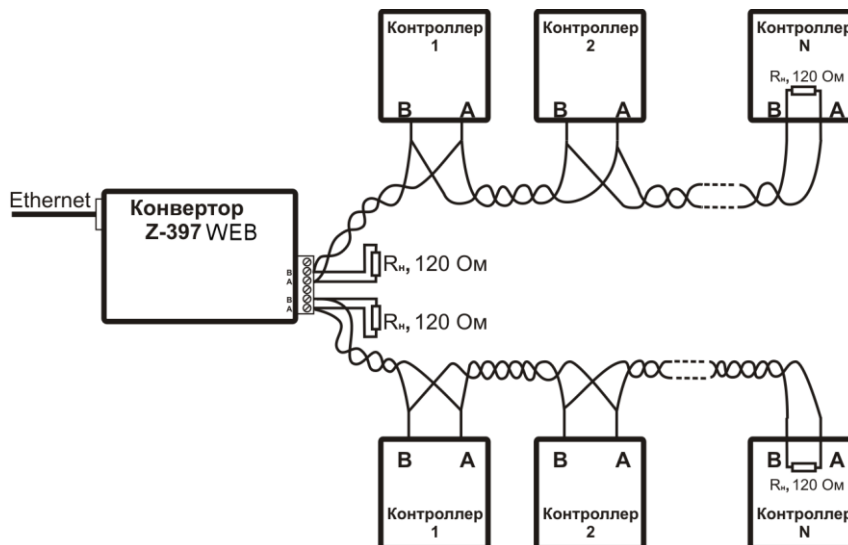 Контроллер
1
B A
Контроллер
2
B A
Контроллер
N
Rн, 120 Ом
B A
Ethernet
Конвертор
Z-397 WEB
B
A
B
A
Rн, 120 Ом
Rн, 120 Ом
B A
Контроллер
1
B A
Контроллер
2
B A
Rн, 120 Ом
Контроллер
N